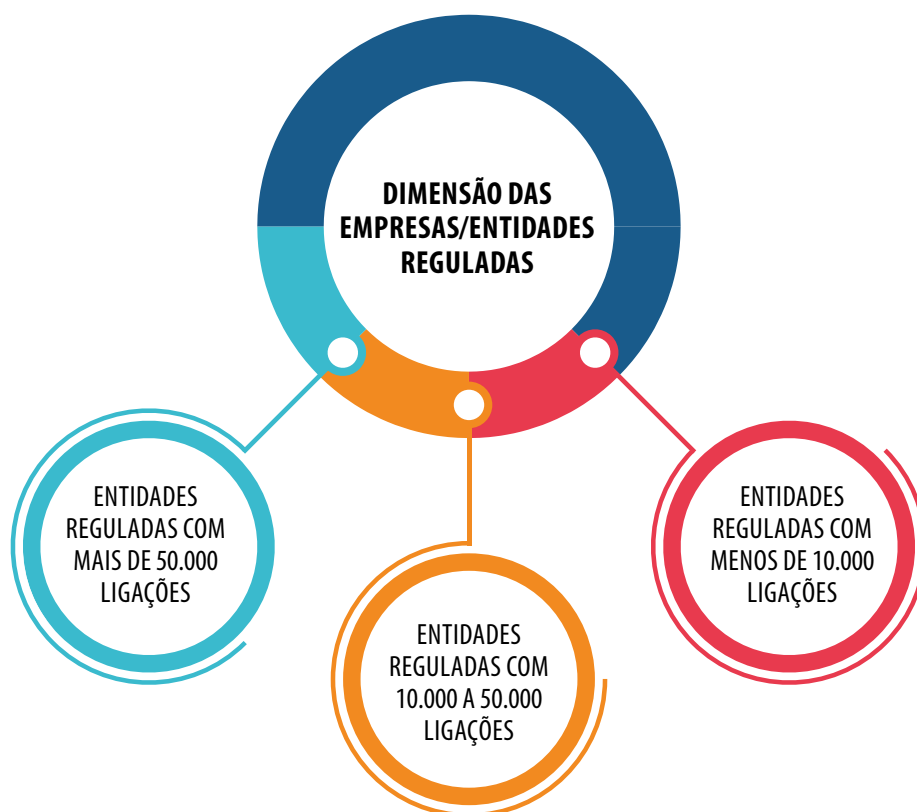 DIMENSÃO DAS
EMPRESAS/ENTIDADES
REGULADAS
ENTIDADES
REGULADAS COM
MAIS DE 50.000
LIGAÇÕES
ENTIDADES
REGULADAS COM
10.000 A 50.000
LIGAÇÕES
ENTIDADES
REGULADAS COM
MENOS DE 10.000
LIGAÇÕES